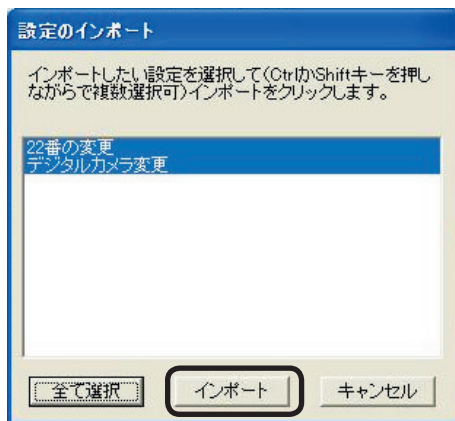 設定のインポート
インポートしたい設定を選択して(CtrlかShiftキーを押し
ながらで複数選択可)インポートをクリックします。
22番の変更
デジタルカメラ変更
全て選択 インポート キャンセル